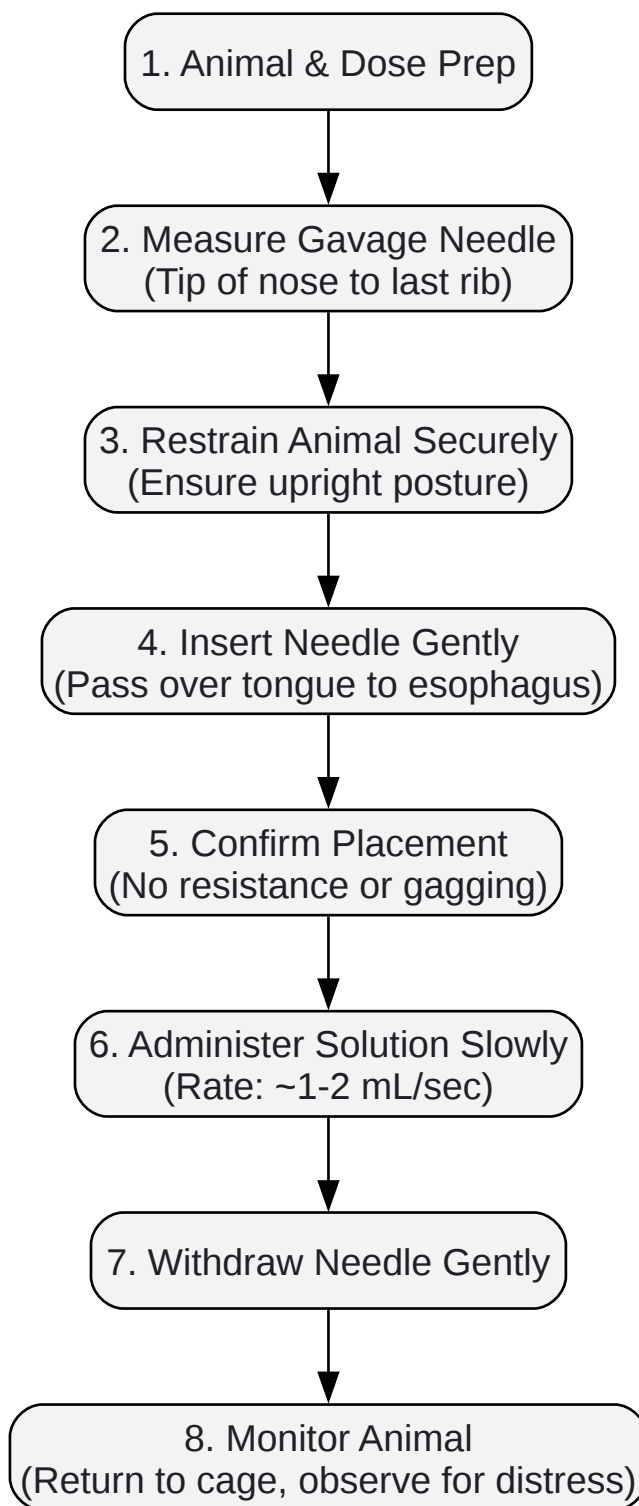 1. Animal & Dose Prep
2. Measure Gavage Needle
(Tip of nose to last rib)
3. Restrain Animal Securely
(Ensure upright posture)
4. Insert Needle Gently
(Pass over tongue to esophagus)
5. Confirm Placement
(No resistance or gagging)
6. Administer Solution Slowly
(Rate: ~1-2 mL/sec)
7. Withdraw Needle Gently
8. Monitor Animal
(Return to cage, observe for distress)